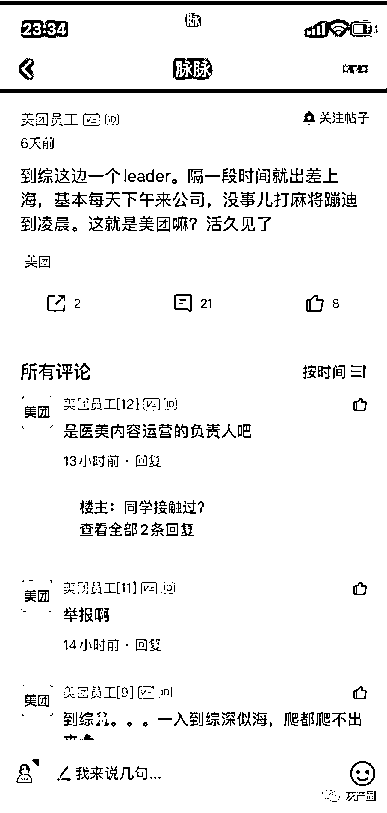 23:34
脉脉
美团员工
关注帖子
6天前
到综这边一个leader。隔一段时间就出差上
海，基本每天下午来公司，没事儿打麻将蹦迪
到凌晨。这就是美团嘛？活久见了
美团
2
21
8
所有评论
按时间
美团
美团员工[12]
是医美内容运营的负责人吧
13小时前·回复
楼主：同学接触过？
查看全部2条回复
美团
美团员工[11]
举报啊
14小时前·回复
美团
美团员工[9]
到综。。。一入到综深似海，爬都爬不出
我来说几句...
灰产圈